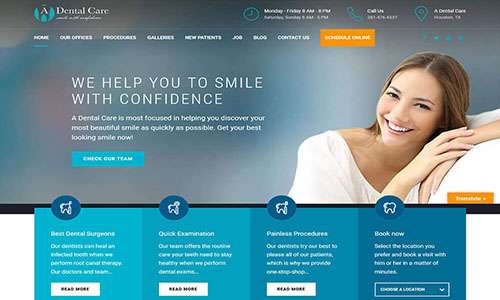 A Dental Care
smile with confidence
Monday - Friday 8 AM - 8 PM
Saturday, Sunday 8 AM - 5 PM
Call Us
281-476-4537
A Dental Care
Houston, TX
HOME OUR OFFICES PROCEDURES GALLERIES NEW PATIENTS JOB BLOG CONTACT US SCHEDULE ONLINE
WE HELP YOU TO SMILE
WITH CONFIDENCE
A Dental Care is most focused in helping you discover your
most beautiful smile as quickly as possible. Get your best
looking smile now!
CHECK OUR TEAM
Translate »
Best Dental Surgeons
Our dentists can heal an
infected tooth when we
perform root canal therapy.
Our doctors and team...
READ MORE
Quick Examination
Our team offers the routine
care your teeth need to stay
healthy when we perform
dental exams...
READ MORE
Painless Procedures
Our dentists try our best to
please all of our patients,
which is why we provide
one-stop-shop...
READ MORE
Book now
Select the location you
prefeer and book a visit with
him or her in a matter of
minutes.
CHOOSE A LOCATION